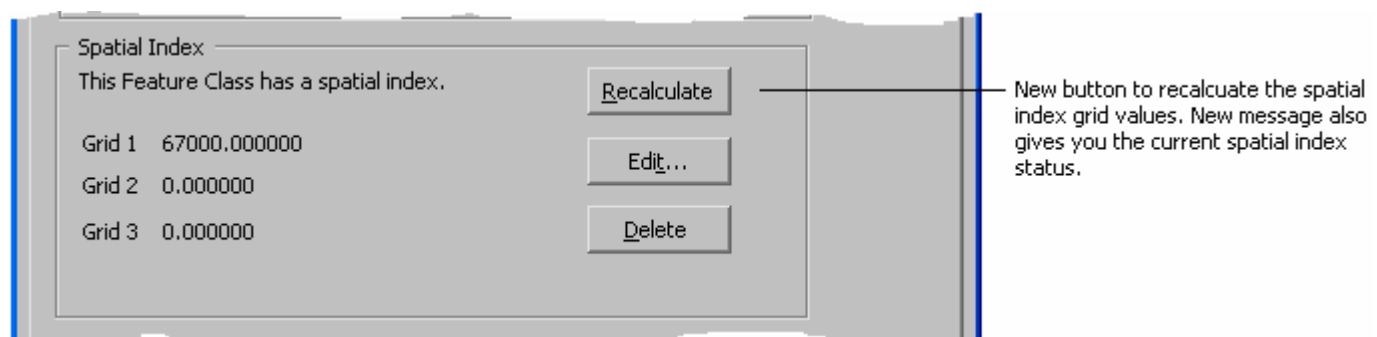 Spatial Index
This Feature Class has a spatial index.
Recalculate
Grid 1 67000.000000
Edit...
Grid 2 0.000000
Grid 3 0.000000
Delete
New button to recalcuate the spatial
index grid values. New message also
gives you the current spatial index
status.